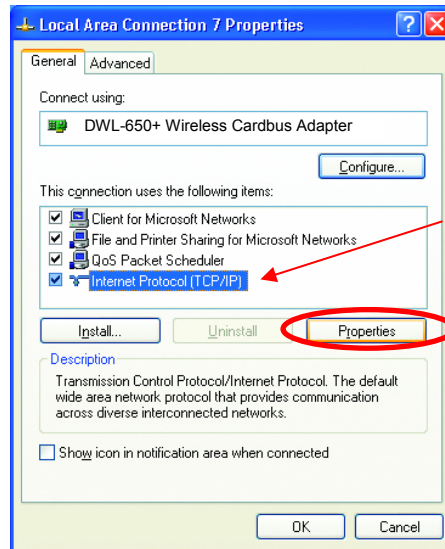 Local Area Connection 7 Properties
General Advanced
Connect using:
DWL-650+ Wireless Cardbus Adapter
Configure...
This connection uses the following items:
Client for Microsoft Networks
File and Printer Sharing for Microsoft Networks
QoS Packet Scheduler
Internet Protocol (TCP/IP)
Install... Uninstall Properties
Description
Transmission Control Protocol/Internet Protocol. The default
wide area network protocol that provides communication
across diverse interconnected networks.
Show icon in notification area when connected
OK Cancel